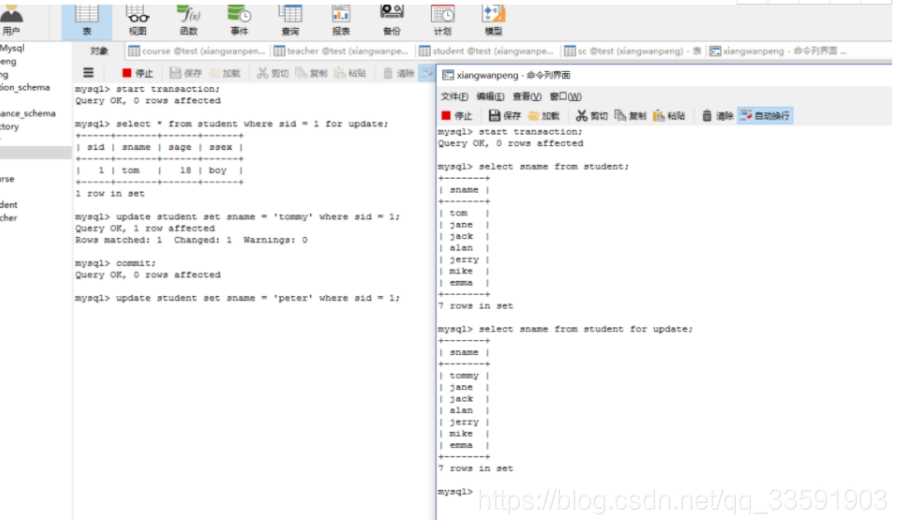 用户 表 视图 函数 事件 查询 报表 备份 计划 模型
Mysql
peng
ng
tion_schema
mance_schema
ctory
rse
dent
cher
对象 course @test (xiangwanpen... teacher @test (xiangwanpe... student @test (xiangwanpe... sc @test (xiangwanpeng) - 表 xiangwanpeng - 命令列界面 ...
停止 保存 加载 剪切 复制 粘贴 清除
mysql> start transaction;
Query OK, 0 rows affected
mysql> select * from student where sid = 1 for update;
+-----+-------+------+------+
| sid | sname | sage | ssex |
+-----+-------+------+------+
|   1 | tom   |   18 | boy  |
+-----+-------+------+------+
1 row in set
mysql> update student set sname = 'tommy' where sid = 1;
Query OK, 1 row affected
Rows matched: 1  Changed: 1  Warnings: 0
mysql> commit;
Query OK, 0 rows affected
mysql> update student set sname = 'peter' where sid = 1;
xiangwanpeng - 命令列界面
文件(F) 编辑(E) 查看(V) 窗口(W)
停止 保存 加载 剪切 复制 粘贴 清除 自动换行
mysql> start transaction;
Query OK, 0 rows affected
mysql> select sname from student;
+-------+
| sname |
+-------+
| tom   |
| jane  |
| jack  |
| alan  |
| jerry |
| mike  |
| emma  |
+-------+
7 rows in set
mysql> select sname from student for update;
+-------+
| sname |
+-------+
| tommy |
| jane  |
| jack  |
| alan  |
| jerry |
| mike  |
| emma  |
+-------+
7 rows in set
mysql>
https://blog.csdn.net/qq_33591903